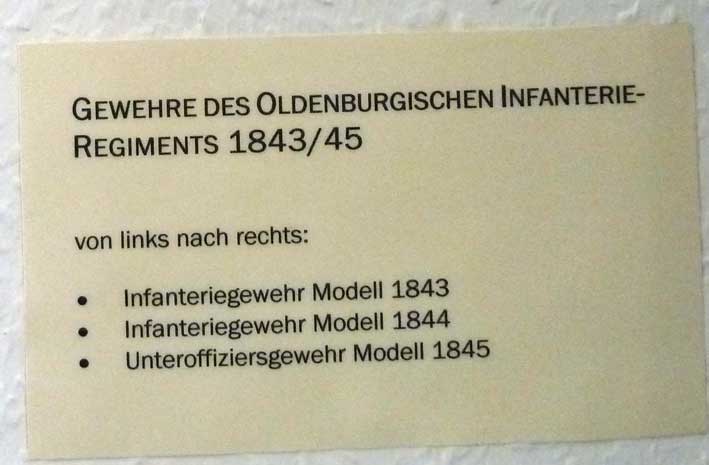 GEWEHRE DES OLDENBURGISCHEN INFANTERIE-
REGIMENTS 1843/45
von links nach rechts:
• Infanteriegewehr Modell 1843
• Infanteriegewehr Modell 1844
• Unteroffiziersgewehr Modell 1845